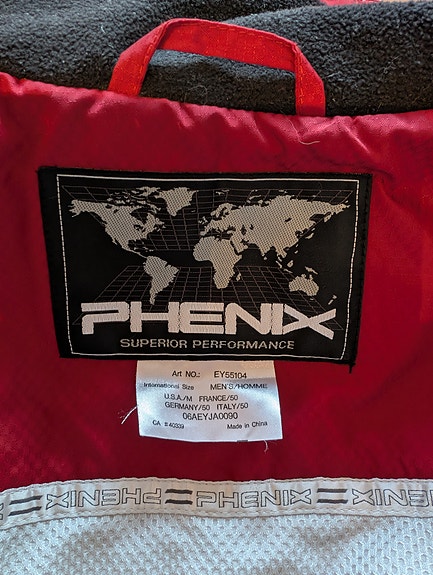 PHENIX
SUPERIOR PERFORMANCE
Art NO.: EY55104
International Size MEN'S/HOMME
U.S.A./M FRANCE/50
GERMANY/50 ITALY/50
06AEYJA0090
CA # 40339 Made in China
PHENIX PHENIX PHENIX